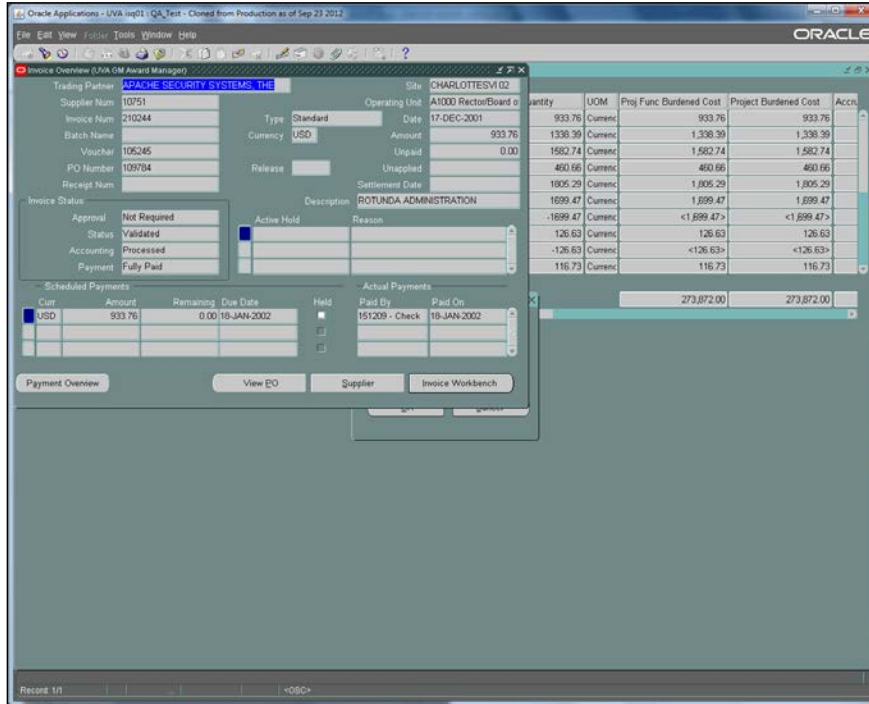 Oracle Applications - UVA isq01 : QA_Test - Cloned from Production as of Sep 23 2012
File Edit View Folder Tools Window Help
ORACLE
Invoice Overview (UVA GM Award Manager)
Trading Partner APACHE SECURITY SYSTEMS, THE Site CHARLOTTESVI 02
Supplier Num 10751 Operating Unit A1000 Rector/Board o
Invoice Num 210244 Type Standard Date 17-DEC-2001
Batch Name Currency USD Amount 933.76
Voucher 105245 Unpaid 0.00
PO Number 109784 Release Unapplied
Receipt Num Settlement Date
Invoice Status Description ROTUNDA ADMINISTRATION
Approval Not Required Active Hold Reason
Status Validated
Accounting Processed
Payment Fully Paid
Scheduled Payments Actual Payments
Curr Amount Remaining Due Date Held Paid By Paid On
USD 933.76 0.00 18-JAN-2002 151209 - Check 18-JAN-2002
Payment Overview View PO Supplier Invoice Workbench
uantity UOM Proj Func Burdened Cost Project Burdened Cost Accru
933.76 Currenc 933.76 933.76
1338.39 Currenc 1,338.39 1,338.39
1582.74 Currenc 1,582.74 1,582.74
460.66 Currenc 460.66 460.66
1805.29 Currenc 1,805.29 1,805.29
1699.47 Currenc 1,699.47 1,699.47
-1699.47 Currenc <1,699.47> <1,699.47>
126.63 Currenc 126.63 126.63
-126.63 Currenc <126.63> <126.63>
116.73 Currenc 116.73 116.73
273,872.00 273,872.00
Record: 1/1 ... <OSC>